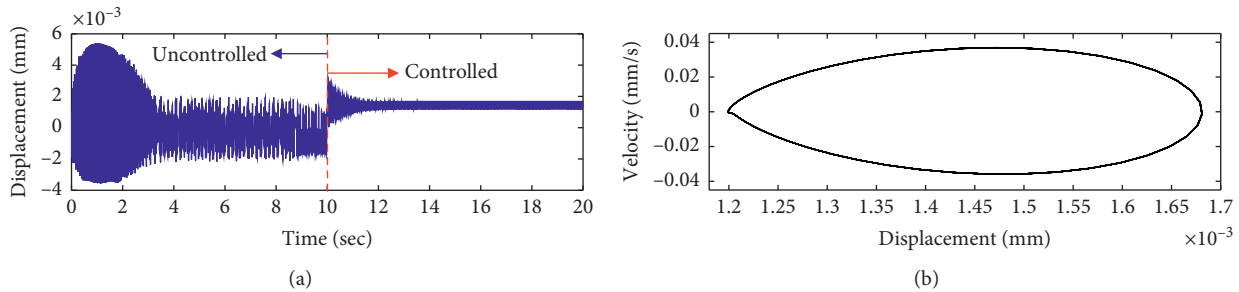 ×10⁻³
6
4
2
0
−2
−4
Displacement (mm)
Uncontrolled
Controlled
0 2 4 6 8 10 12 14 16 18 20
Time (sec)
(a)
0.04
0.02
0
−0.02
−0.04
Velocity (mm/s)
1.2 1.25 1.3 1.35 1.4 1.45 1.5 1.55 1.6 1.65 1.7
Displacement (mm)
×10⁻³
(b)